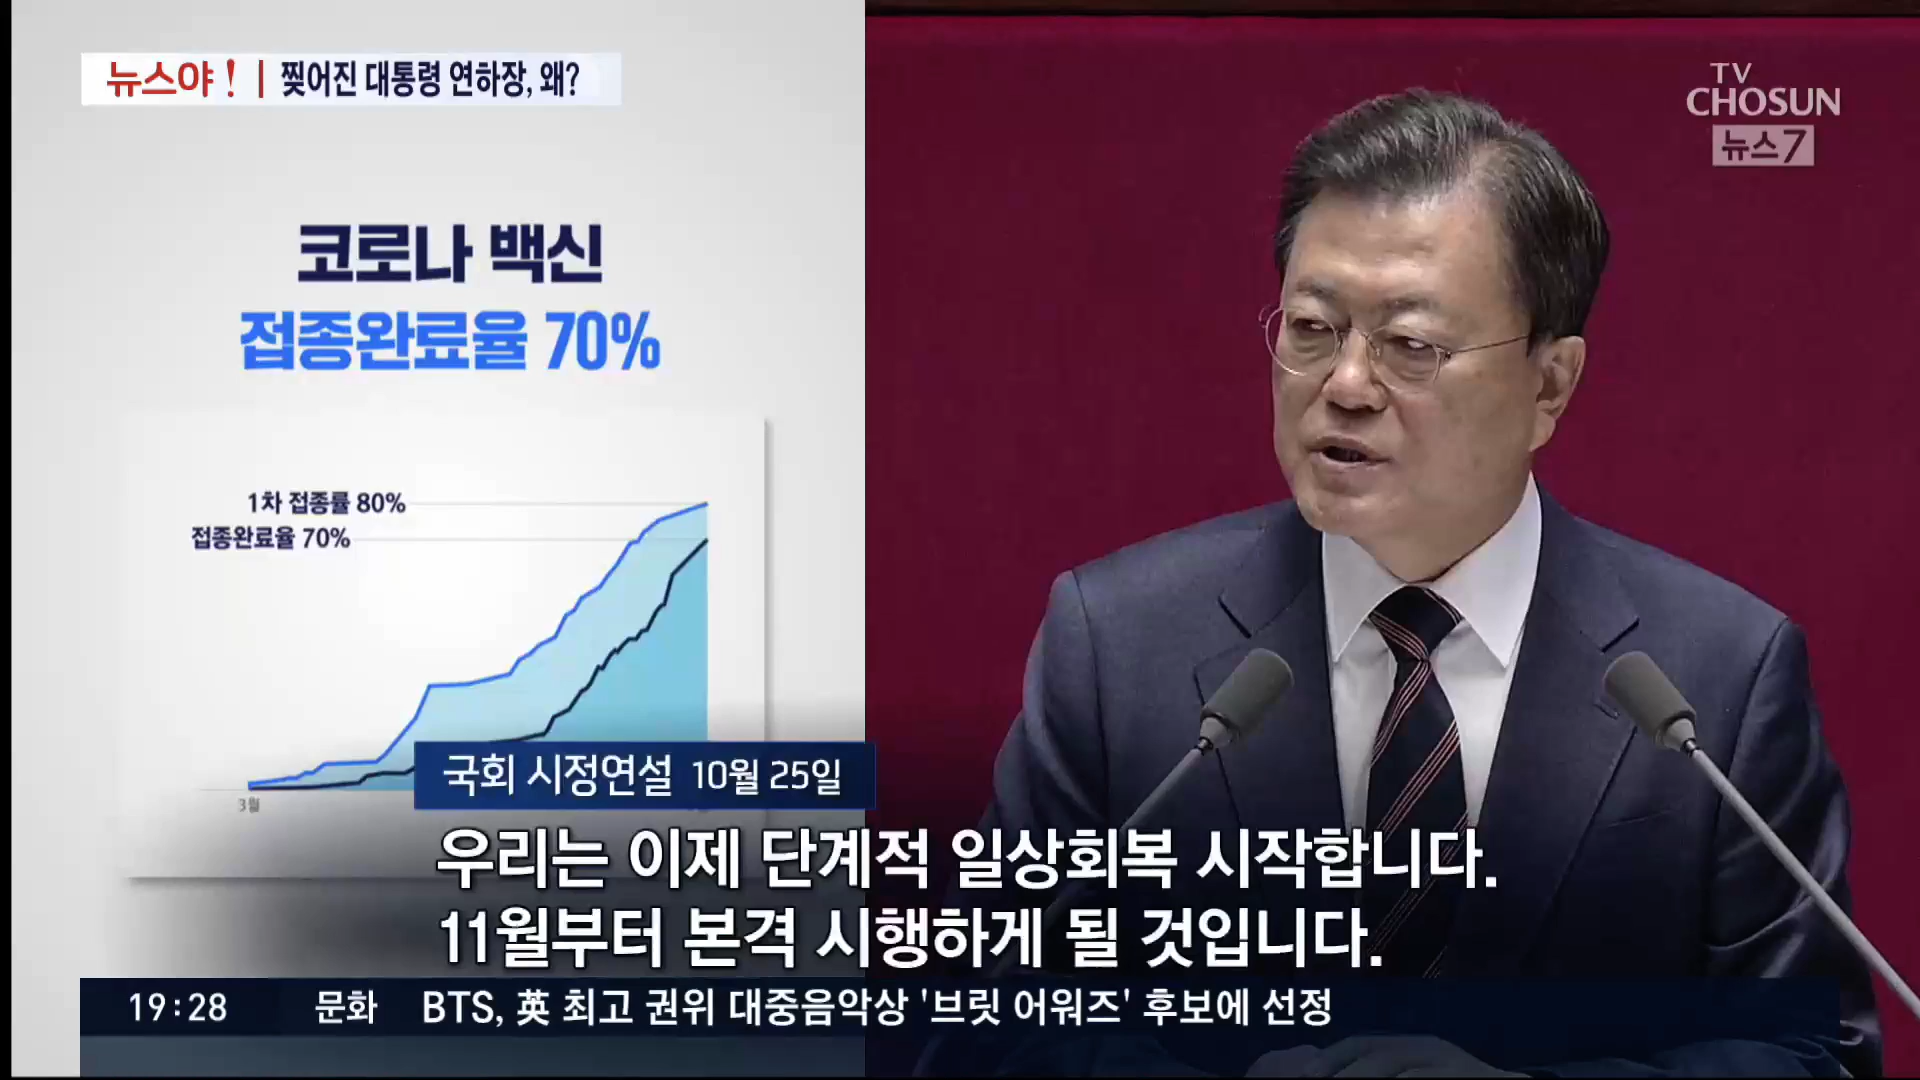 뉴스야! | 찢어진 대통령 연하장, 왜?
TV
CHOSUN
뉴스7
코로나 백신
접종완료율 70%
1차 접종률 80%
접종완료율 70%
3월
국회 시정연설 10월 25일
우리는 이제 단계적 일상회복 시작합니다.
11월부터 본격 시행하게 될 것입니다.
19:28 문화 BTS, 英 최고 권위 대중음악상 '브릿 어워즈' 후보에 선정